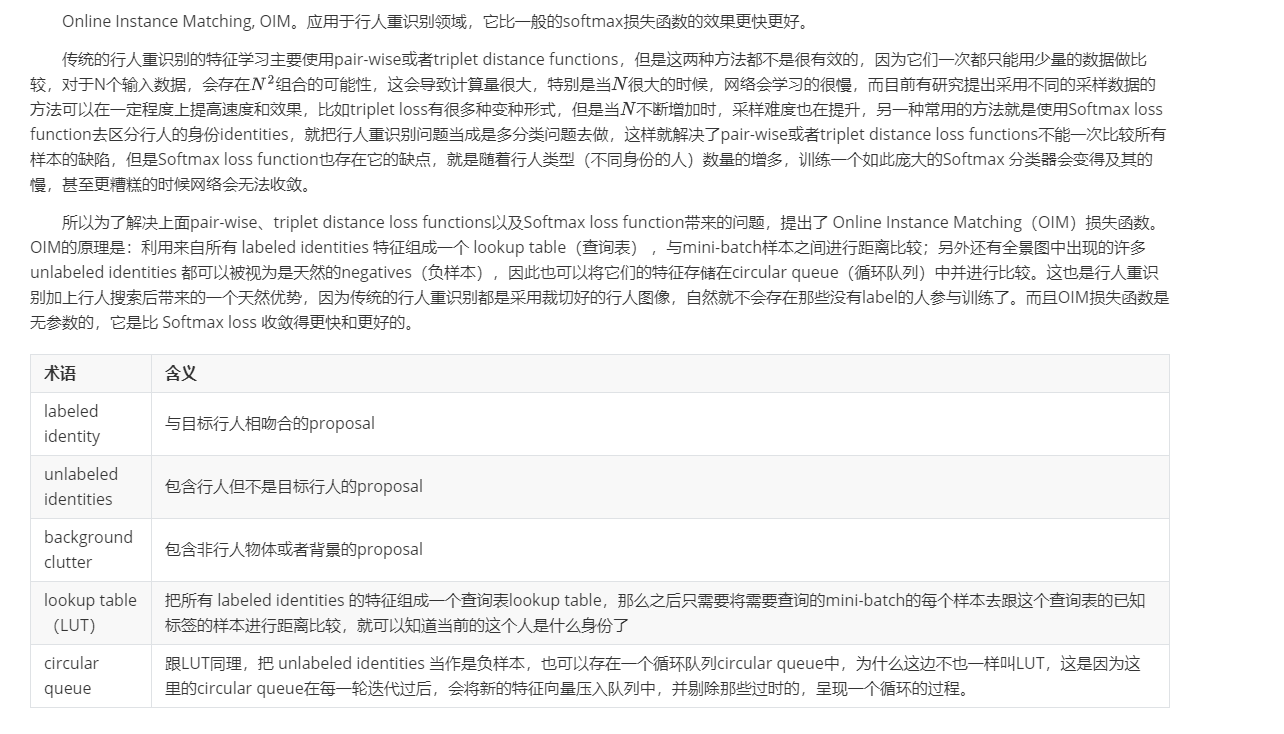 Online Instance Matching, OIM。应用于行人重识别领域，它比一般的softmax损失函数的效果更快更好。
传统的行人重识别的特征学习主要使用pair-wise或者triplet distance functions，但是这两种方法都不是很有效的，因为它们一次都只能用少量的数据做比
较，对于N个输入数据，会存在N²组合的可能性，这会导致计算量很大，特别是当N很大的时候，网络会学习的很慢，而目前有研究提出采用不同的采样数据的
方法可以在一定程度上提高速度和效果，比如triplet loss有很多种变种形式，但是当N不断增加时，采样难度也在提升，另一种常用的方法就是使用Softmax loss
function去区分行人的身份identities，就把行人重识别问题当成是多分类问题去做，这样就解决了pair-wise或者triplet distance loss functions不能一次比较所有
样本的缺陷，但是Softmax loss function也存在它的缺点，就是随着行人类型（不同身份的人）数量的增多，训练一个如此庞大的Softmax 分类器会变得及其的
慢，甚至更糟糕的时候网络会无法收敛。
所以为了解决上面pair-wise、triplet distance loss functions以及Softmax loss function带来的问题，提出了 Online Instance Matching（OIM）损失函数。
OIM的原理是：利用来自所有 labeled identities 特征组成一个 lookup table（查询表） ，与mini-batch样本之间进行距离比较；另外还有全景图中出现的许多
unlabeled identities 都可以被视为是天然的negatives（负样本），因此也可以将它们的特征存储在circular queue（循环队列）中并进行比较。这也是行人重识
别加上行人搜索后带来的一个天然优势，因为传统的行人重识别都是采用裁切好的行人图像，自然就不会存在那些没有label的人参与训练了。而且OIM损失函数是
无参数的，它是比 Softmax loss 收敛得更快和更好的。
术语 含义
labeled
identity
与目标行人相吻合的proposal
unlabeled
identities
包含行人但不是目标行人的proposal
background
clutter
包含非行人物体或者背景的proposal
lookup table
（LUT）
把所有 labeled identities 的特征组成一个查询表lookup table，那么之后只需要将需要查询的mini-batch的每个样本去跟这个查询表的已知
标签的样本进行距离比较，就可以知道当前的这个人是什么身份了
circular
queue
跟LUT同理，把 unlabeled identities 当作是负样本，也可以存在一个循环队列circular queue中，为什么这边不也一样叫LUT，这是因为这
里的circular queue在每一轮迭代过后，会将新的特征向量压入队列中，并剔除那些过时的，呈现一个循环的过程。